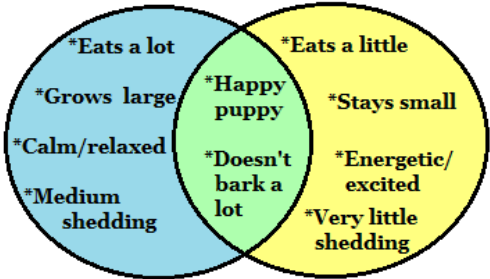 *Eats a lot
*Grows large
*Calm/relaxed
*Medium
shedding
*Happy
puppy
*Doesn't
bark a
lot
*Eats a little
*Stays small
*Energetic/
excited
*Very little
shedding